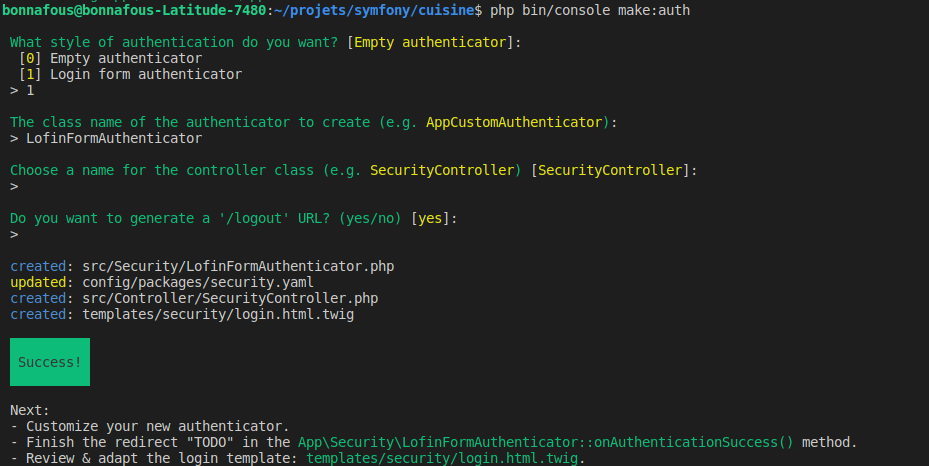 bonnafous@bonnafous-Latitude-7480:~/projets/symfony/cuisine$ php bin/console make:auth
What style of authentication do you want? [Empty authenticator]:
[0] Empty authenticator
[1] Login form authenticator
> 1
The class name of the authenticator to create (e.g. AppCustomAuthenticator):
> LofinFormAuthenticator
Choose a name for the controller class (e.g. SecurityController) [SecurityController]:
>
Do you want to generate a '/logout' URL? (yes/no) [yes]:
>
created: src/Security/LofinFormAuthenticator.php
updated: config/packages/security.yaml
created: src/Controller/SecurityController.php
created: templates/security/login.html.twig
Success!
Next:
- Customize your new authenticator.
- Finish the redirect "TODO" in the App\Security\LofinFormAuthenticator::onAuthenticationSuccess() method.
- Review & adapt the login template: templates/security/login.html.twig.